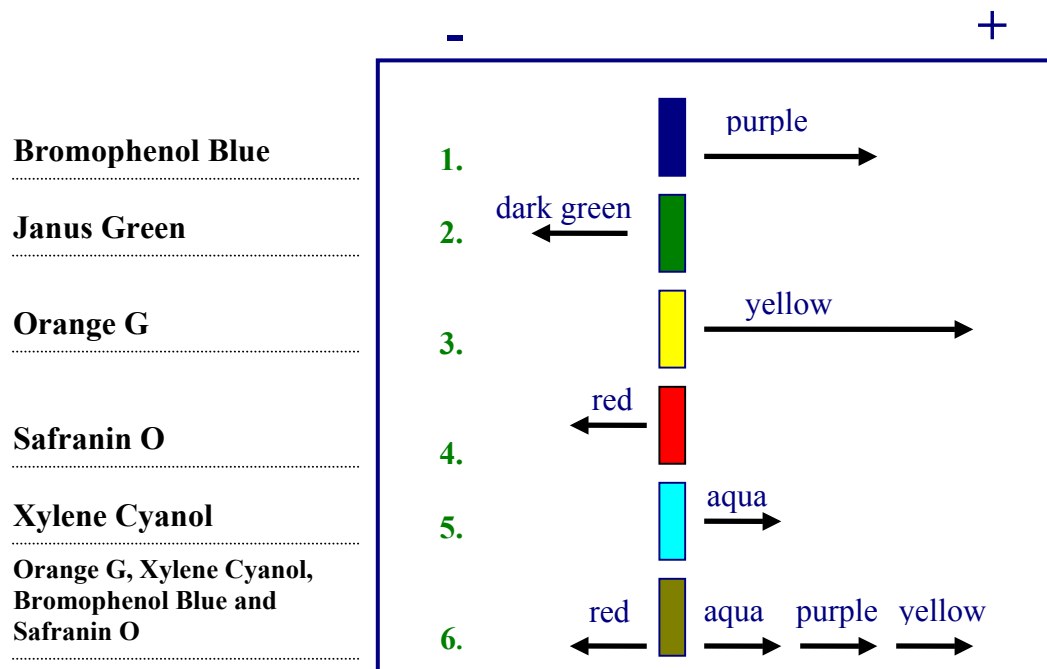 - +
Bromophenol Blue 1. purple
Janus Green 2. dark green
Orange G 3. yellow
Safranin O 4. red
Xylene Cyanol 5. aqua
Orange G, Xylene Cyanol,
Bromophenol Blue and
Safranin O 6. red aqua purple yellow